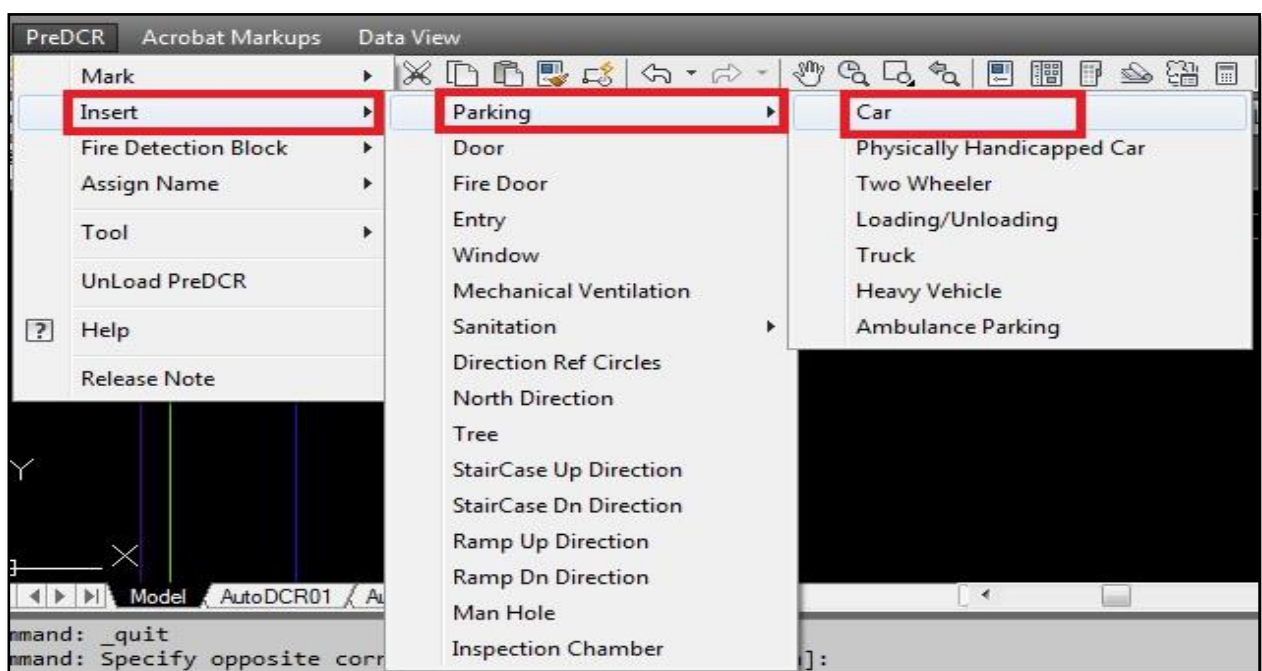 PreDCR Acrobat Markups Data View
Mark
Insert
Fire Detection Block
Assign Name
Tool
UnLoad PreDCR
? Help
Release Note
Parking
Door
Fire Door
Entry
Window
Mechanical Ventilation
Sanitation
Direction Ref Circles
North Direction
Tree
StairCase Up Direction
StairCase Dn Direction
Ramp Up Direction
Ramp Dn Direction
Man Hole
Inspection Chamber
Car
Physically Handicapped Car
Two Wheeler
Loading/Unloading
Truck
Heavy Vehicle
Ambulance Parking
Y
X
Model AutoDCR01
mmand: _quit
mmand: Specify opposite corr ]: